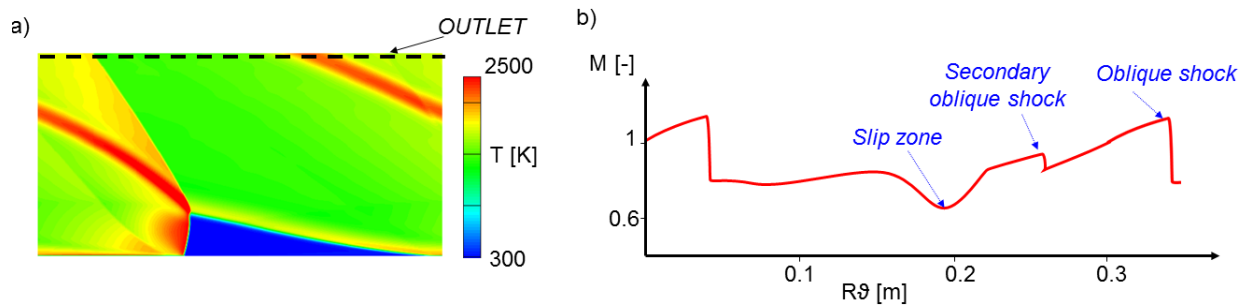 a)
OUTLET
2500
T [K]
300
b)
M [-]
1
0.6
Slip zone
Secondary
oblique shock
Oblique shock
0.1
0.2
0.3
Rϑ [m]